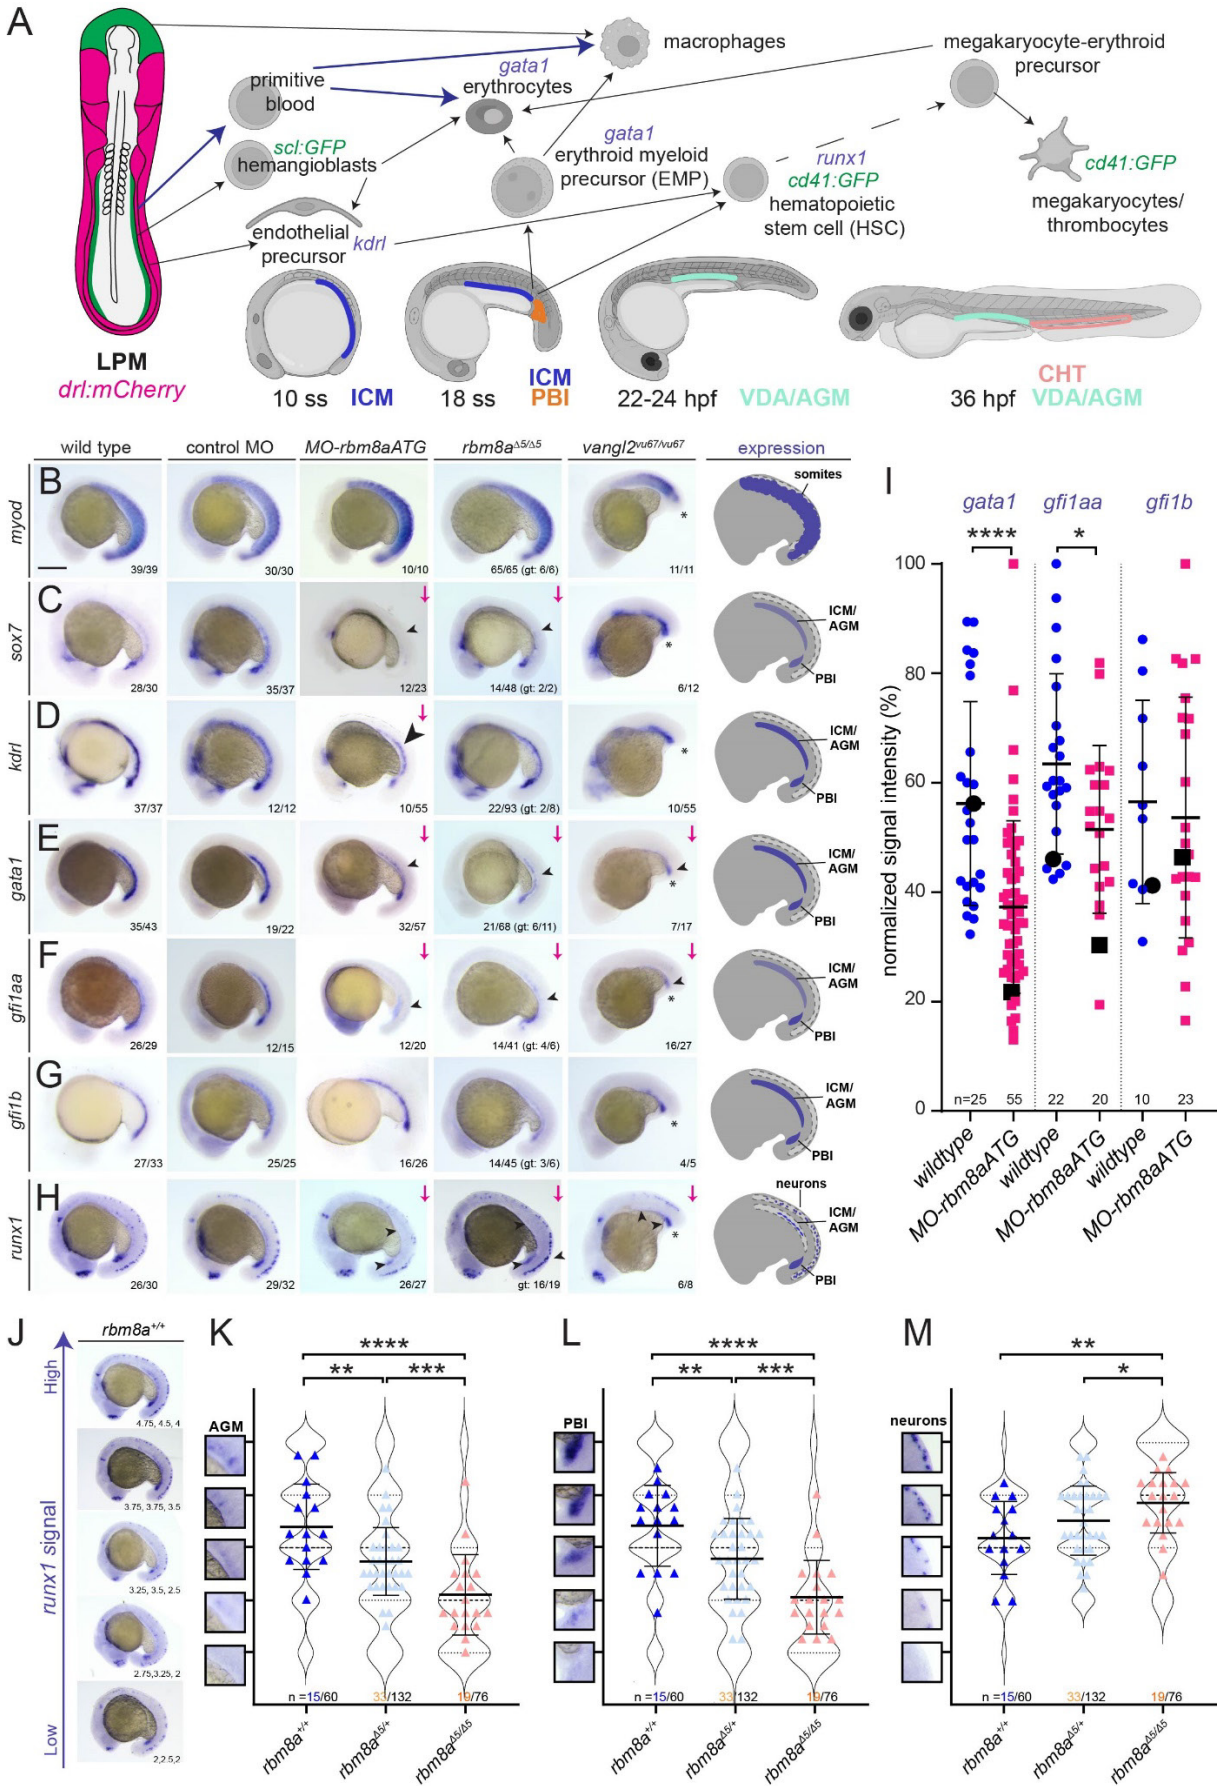 A
macrophages
megakaryocyte-erythroid
precursor
primitive
blood
gata1
erythrocytes
scl:GFP
hemangioblasts
gata1
erythroid myeloid
precursor (EMP)
runx1
cd41:GFP
hematopoietic
stem cell (HSC)
cd41:GFP
megakaryocytes/
thrombocytes
endothelial
precursor
kdrl
LPM
drl:mCherry
10 ss
ICM
18 ss
ICM
PBI
22-24 hpf
VDA/AGM
36 hpf
CHT
VDA/AGM
wild type
control MO
MO-rbm8aATG
rbm8aΔ5/Δ5
vangl2vu67/vu67
expression
B
myod
39/39
30/30
10/10
65/65 (gt: 6/6)
*
11/11
somites
C
sox7
28/30
35/37
12/23
14/48 (gt: 2/2)
*
6/12
ICM/
AGM
PBI
D
kdrl
37/37
12/12
10/55
22/93 (gt: 2/8)
*
10/55
ICM/
AGM
PBI
E
gata1
35/43
19/22
32/57
21/68 (gt: 6/11)
*
7/17
ICM/
AGM
PBI
F
gfi1aa
26/29
12/15
12/20
14/41 (gt: 4/6)
*
16/27
ICM/
AGM
PBI
G
gfi1b
27/33
25/25
16/26
14/45 (gt: 3/6)
*
4/5
ICM/
AGM
PBI
H
runx1
26/30
29/32
26/27
gt: 16/19
*
6/8
neurons
ICM/
AGM
PBI
I
gata1
gfi1aa
gfi1b
****
*
normalized signal intensity (%)
100
80
60
40
20
0
n=25
55
22
20
10
23
wildtype
MO-rbm8aATG
wildtype
MO-rbm8aATG
wildtype
MO-rbm8aATG
J
rbm8a+/+
High
runx1 signal
Low
4.75, 4.5, 4
3.75, 3.75, 3.5
3.25, 3.5, 2.5
2.75,3.25, 2
2,2.5,2
K
****
**
***
AGM
n =15/60
33/132
19/76
rbm8a+/+
rbm8aΔ5/+
rbm8aΔ5/Δ5
L
****
**
***
PBI
n =15/60
33/132
19/76
rbm8a+/+
rbm8aΔ5/+
rbm8aΔ5/Δ5
M
**
*
neurons
n =15/60
33/132
19/76
rbm8a+/+
rbm8aΔ5/+
rbm8aΔ5/Δ5